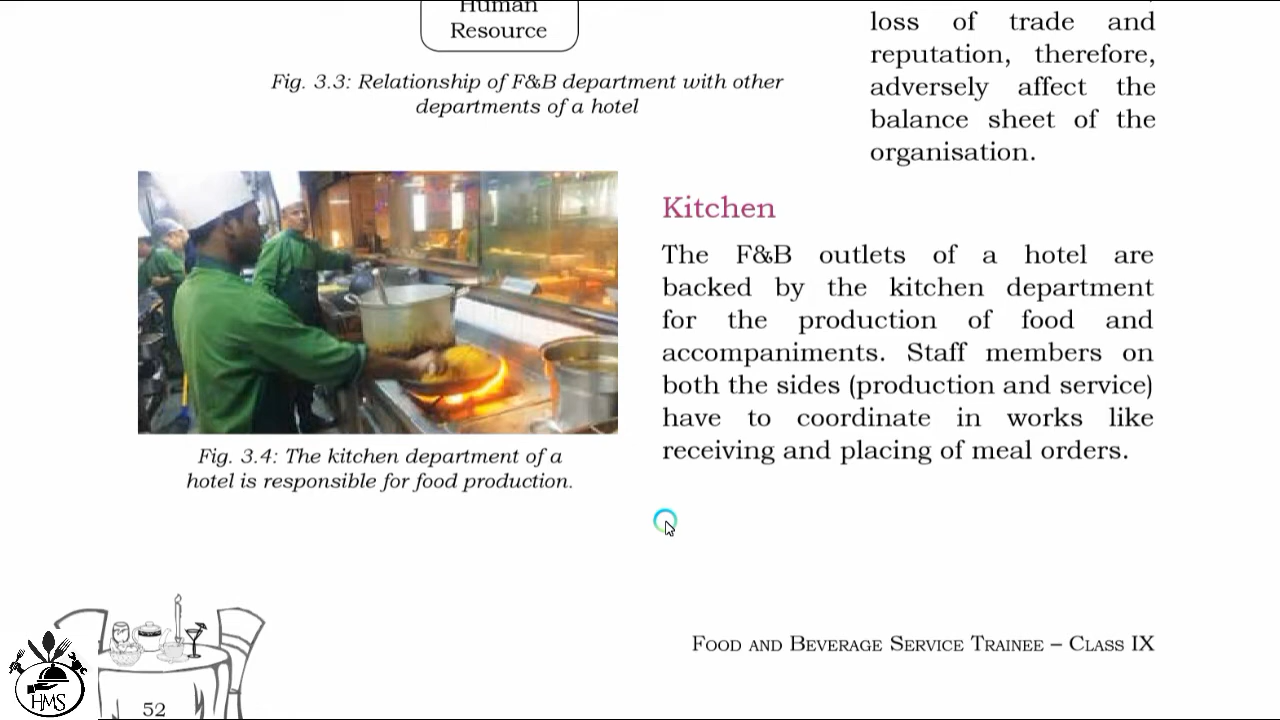 Human
Resource
Fig. 3.3: Relationship of F&B department with other
departments of a hotel
loss of trade and
reputation, therefore,
adversely affect the
balance sheet of the
organisation.
Kitchen
The F&B outlets of a hotel are
backed by the kitchen department
for the production of food and
accompaniments. Staff members on
both the sides (production and service)
have to coordinate in works like
receiving and placing of meal orders.
Fig. 3.4: The kitchen department of a
hotel is responsible for food production.
Food and Beverage Service Trainee – Class IX
HMS
52